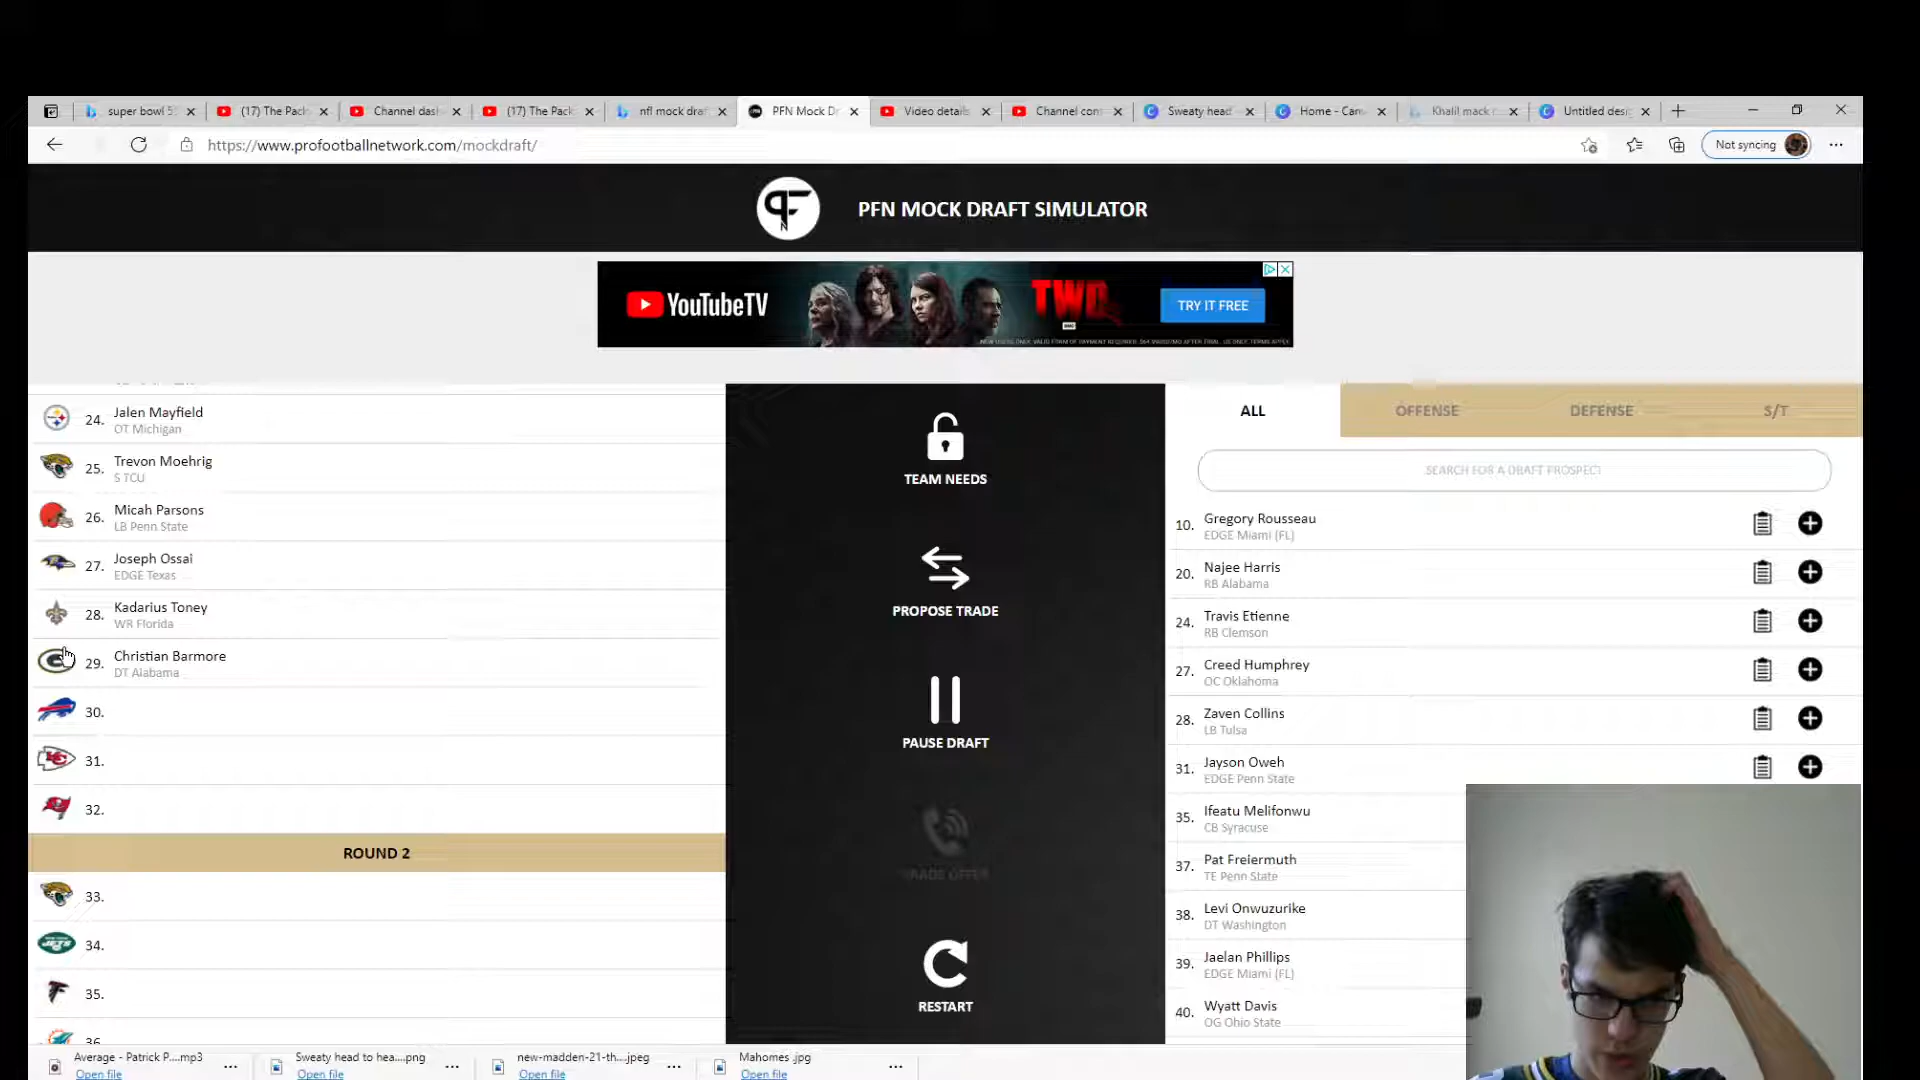 super bowl 5
(17) The Pack
Channel dash
(17) The Pack
nfl mock draf
PFN Mock Dr
Video details
Channel con
Sweaty head
Home - Can
Khalil mack r
Untitled desi
https://www.profootballnetwork.com/mockdraft/
Not syncing
PFN MOCK DRAFT SIMULATOR
YouTubeTV
TWD
amc
TRY IT FREE
24. Jalen Mayfield
OT Michigan
25. Trevon Moehrig
S TCU
26. Micah Parsons
LB Penn State
27. Joseph Ossai
EDGE Texas
28. Kadarius Toney
WR Florida
29. Christian Barmore
DT Alabama
30.
31.
32.
ROUND 2
33.
34.
35.
36.
TEAM NEEDS
PROPOSE TRADE
PAUSE DRAFT
TRADE OFFER
RESTART
ALL
OFFENSE
DEFENSE
S/T
SEARCH FOR A DRAFT PROSPECT
10. Gregory Rousseau
EDGE Miami (FL)
20. Najee Harris
RB Alabama
24. Travis Etienne
RB Clemson
27. Creed Humphrey
OC Oklahoma
28. Zaven Collins
LB Tulsa
31. Jayson Oweh
EDGE Penn State
35. Ifeatu Melifonwu
CB Syracuse
37. Pat Freiermuth
TE Penn State
38. Levi Onwuzurike
DT Washington
39. Jaelan Phillips
EDGE Miami (FL)
40. Wyatt Davis
OG Ohio State
Average - Patrick P....mp3
Open file
Sweaty head to hea....png
Open file
new-madden-21-th....jpeg
Open file
Mahomes .jpg
Open file